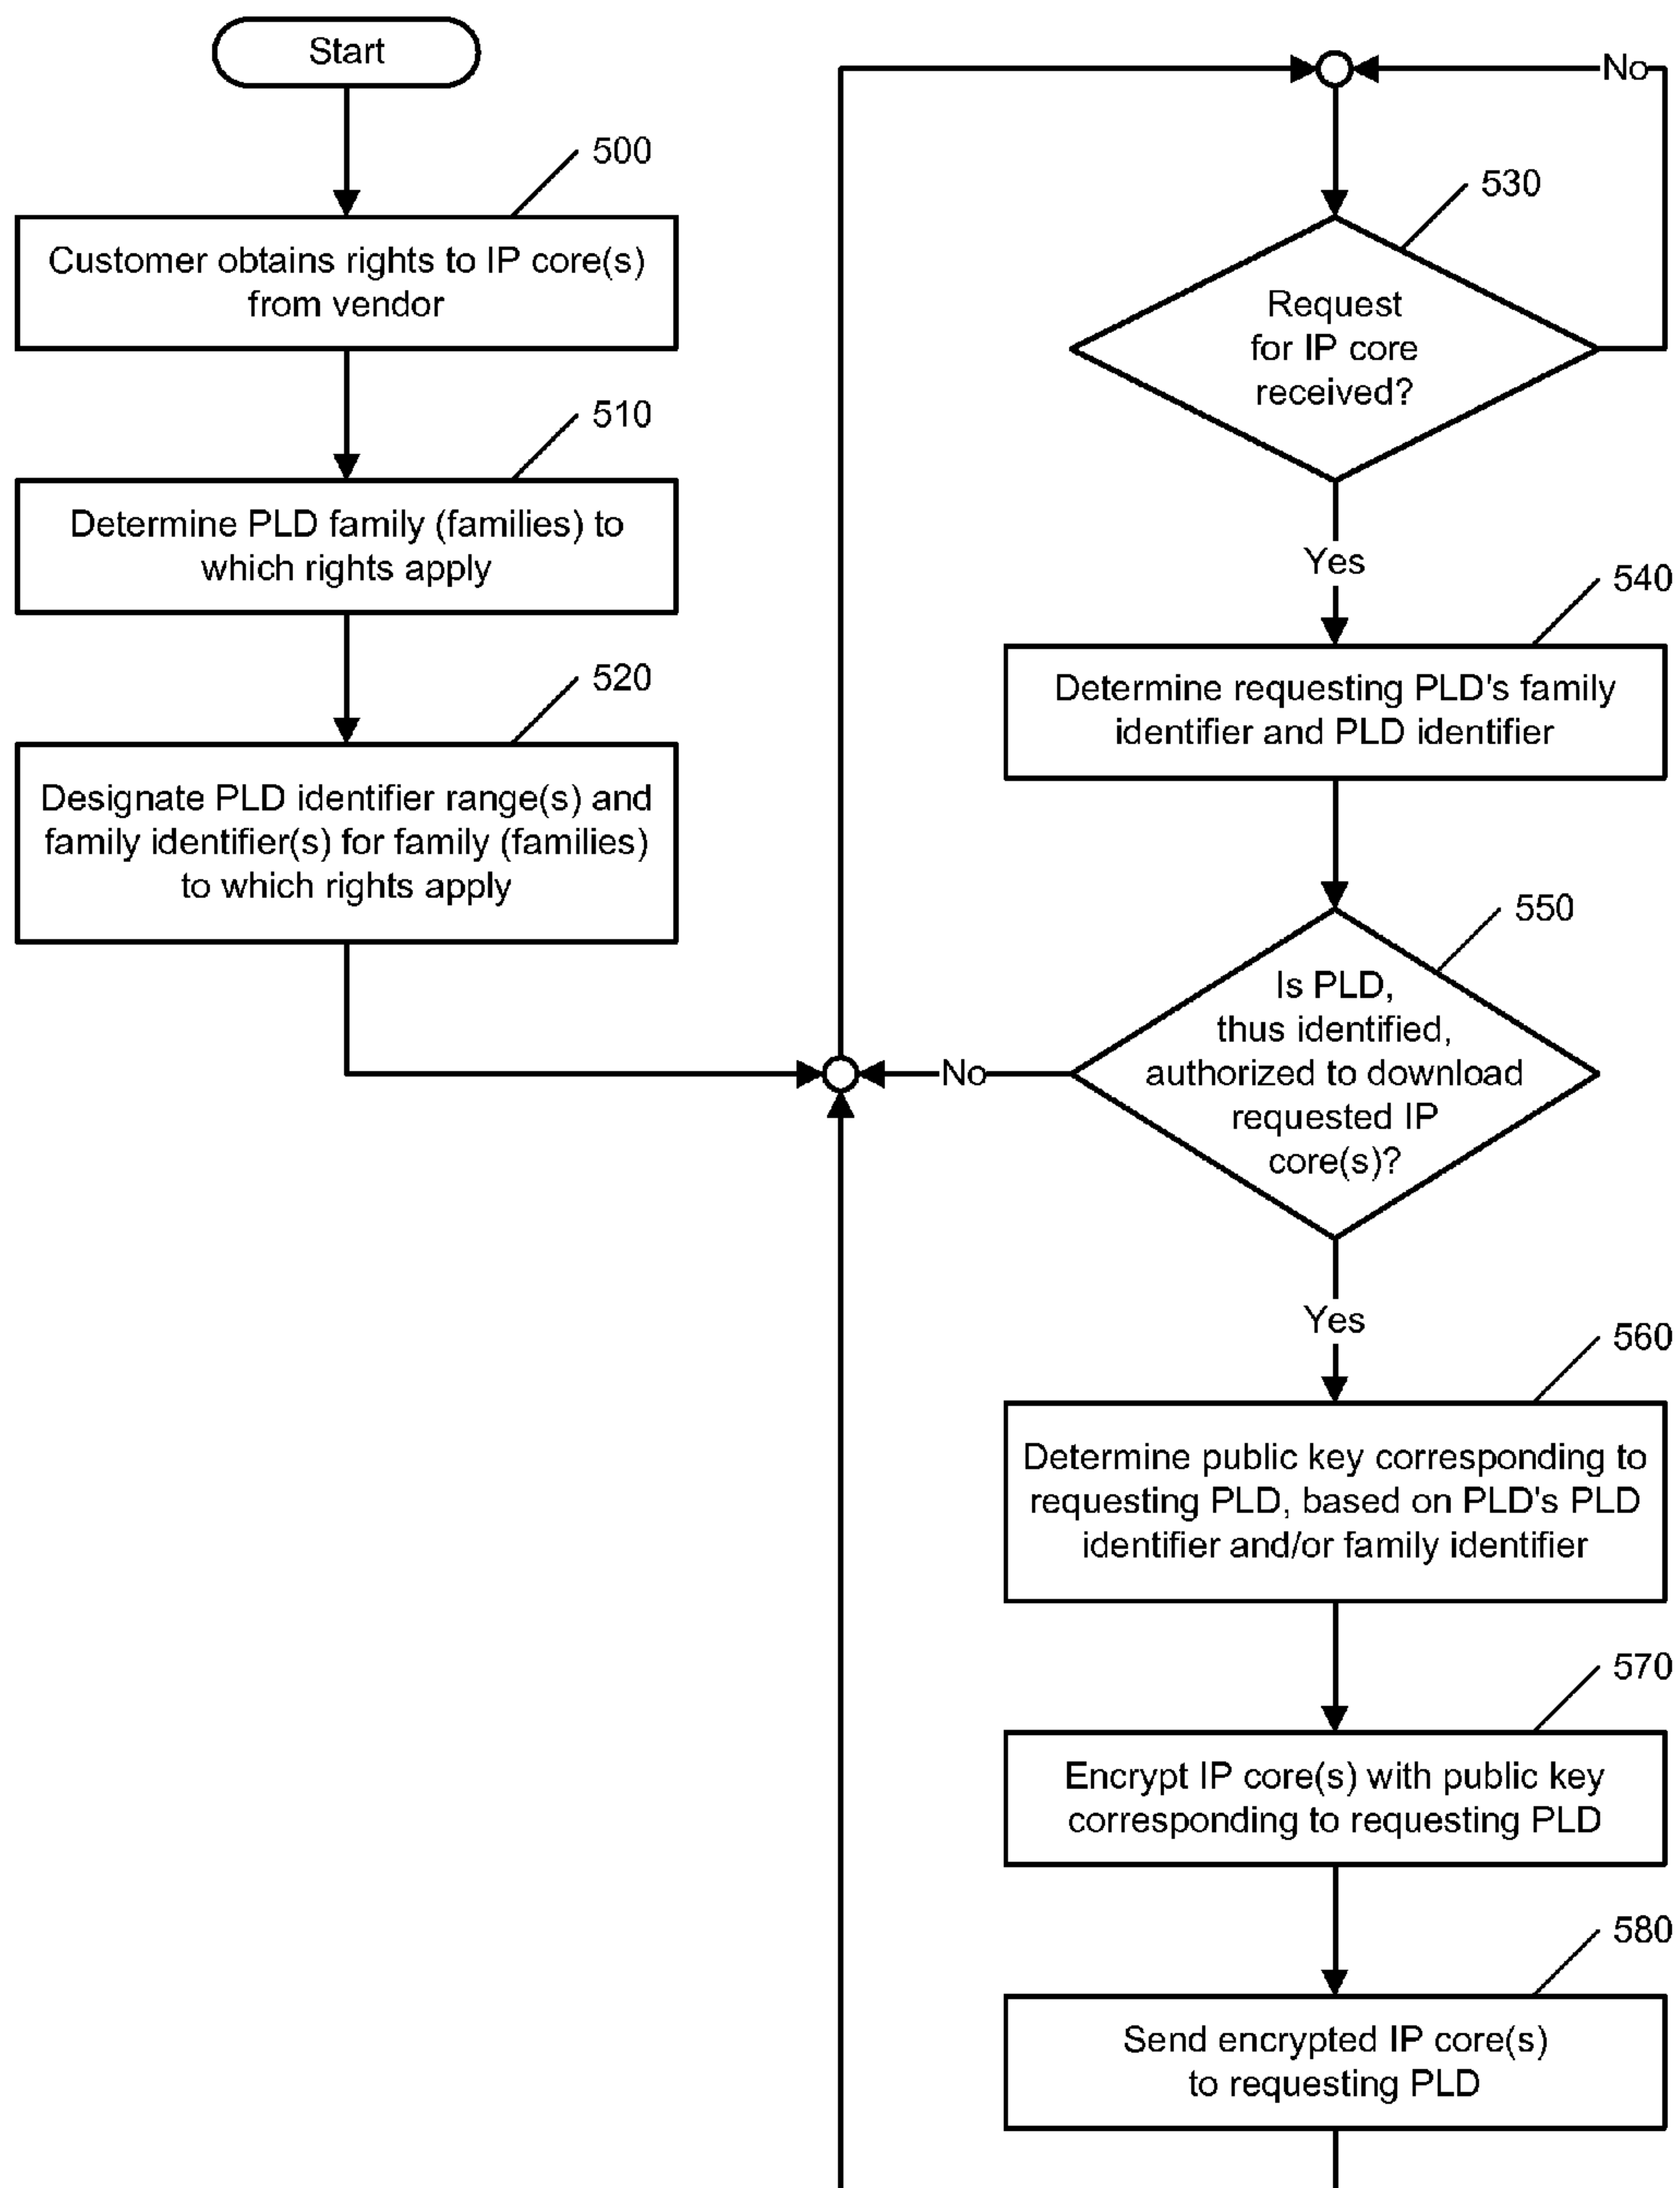 Start
500
Customer obtains rights to IP core(s)
from vendor
510
Determine PLD family (families) to
which rights apply
520
Designate PLD identifier range(s) and
family identifier(s) for family (families)
to which rights apply
No
530
Request
for IP core
received?
Yes
540
Determine requesting PLD's family
identifier and PLD identifier
550
Is PLD,
thus identified,
authorized to download
requested IP
core(s)?
No
Yes
560
Determine public key corresponding to
requesting PLD, based on PLD's PLD
identifier and/or family identifier
570
Encrypt IP core(s) with public key
corresponding to requesting PLD
580
Send encrypted IP core(s)
to requesting PLD